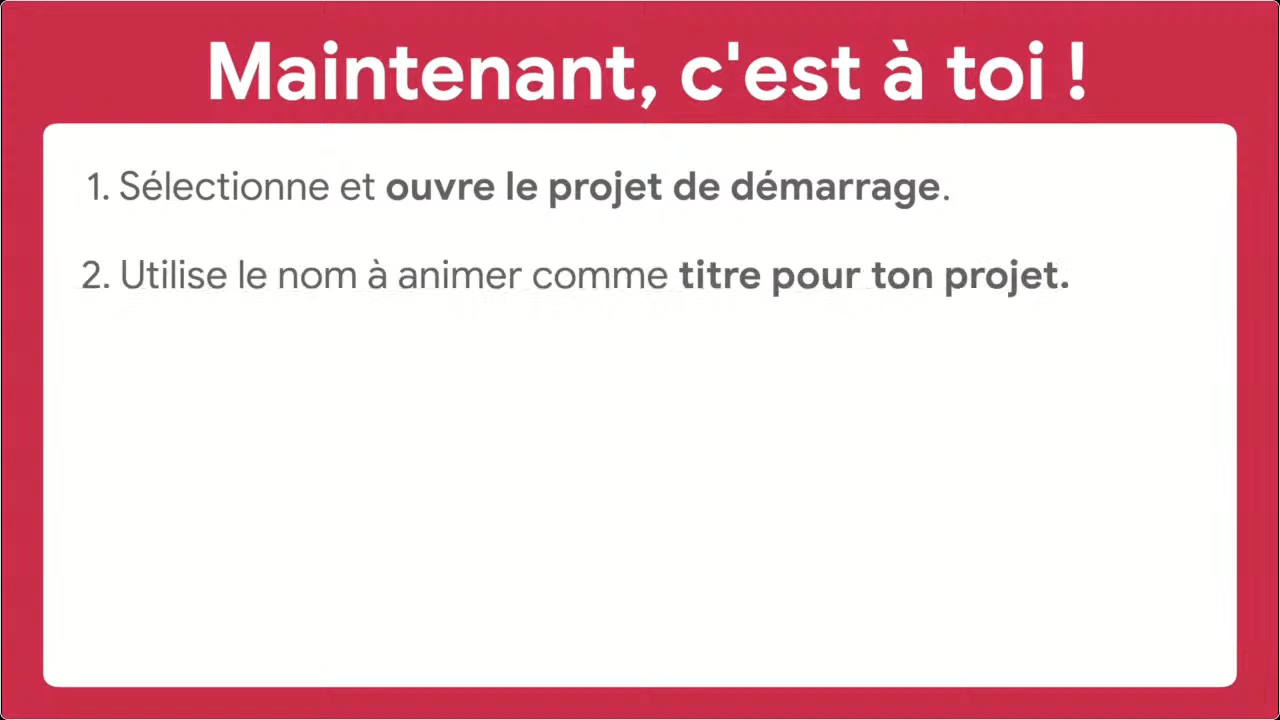 Maintenant, c'est à toi !
1. Sélectionne et ouvre le projet de démarrage.
2. Utilise le nom à animer comme titre pour ton projet.